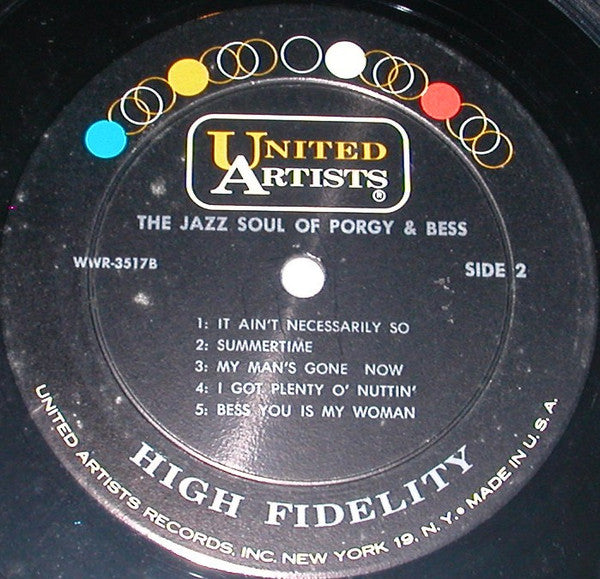 UNITED
ARTISTS®
THE JAZZ SOUL OF PORGY & BESS
WWR-3517B
SIDE 2
1: IT AIN'T NECESSARILY SO
2: SUMMERTIME
3: MY MAN'S GONE NOW
4: I GOT PLENTY O' NUTTIN'
5: BESS YOU IS MY WOMAN
HIGH FIDELITY
UNITED ARTISTS RECORDS, INC. NEW YORK 19, N.Y. • MADE IN U.S.A.